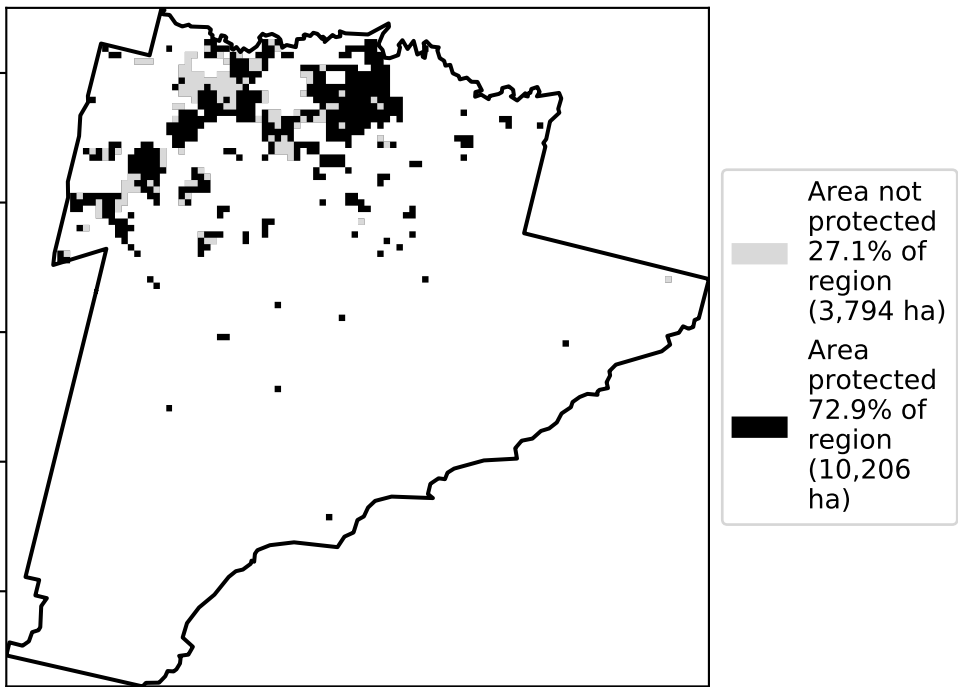 Area not
protected
27.1% of
region
(3,794 ha)
Area
protected
72.9% of
region
(10,206
ha)